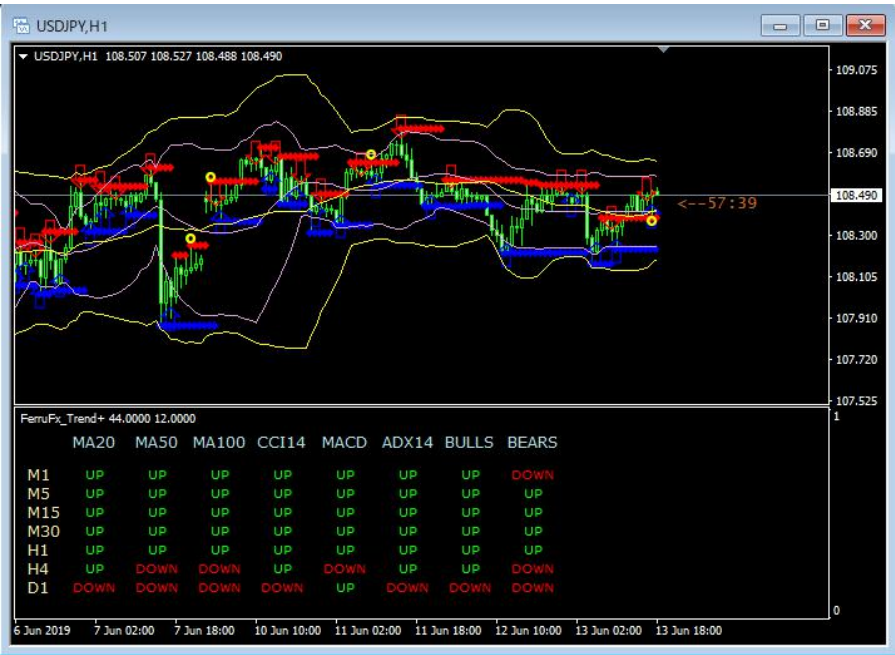 USDJPY,H1
USDJPY,H1 108.507 108.527 108.488 108.490
109.075
108.885
108.690
108.490
<--57:39
108.300
108.105
107.910
107.720
107.525
FerruFx_Trend+ 44.0000 12.0000
1
MA20 MA50 MA100 CCI14 MACD ADX14 BULLS BEARS
M1 UP UP UP UP UP UP UP DOWN
M5 UP UP UP UP UP UP UP UP
M15 UP UP UP UP UP UP UP UP
M30 UP UP UP UP UP UP UP UP
H1 UP UP UP UP UP UP UP UP
H4 UP DOWN DOWN UP DOWN UP UP DOWN
D1 DOWN DOWN DOWN DOWN UP DOWN DOWN DOWN
0
6 Jun 2019 7 Jun 02:00 7 Jun 18:00 10 Jun 10:00 11 Jun 02:00 11 Jun 18:00 12 Jun 10:00 13 Jun 02:00 13 Jun 18:00